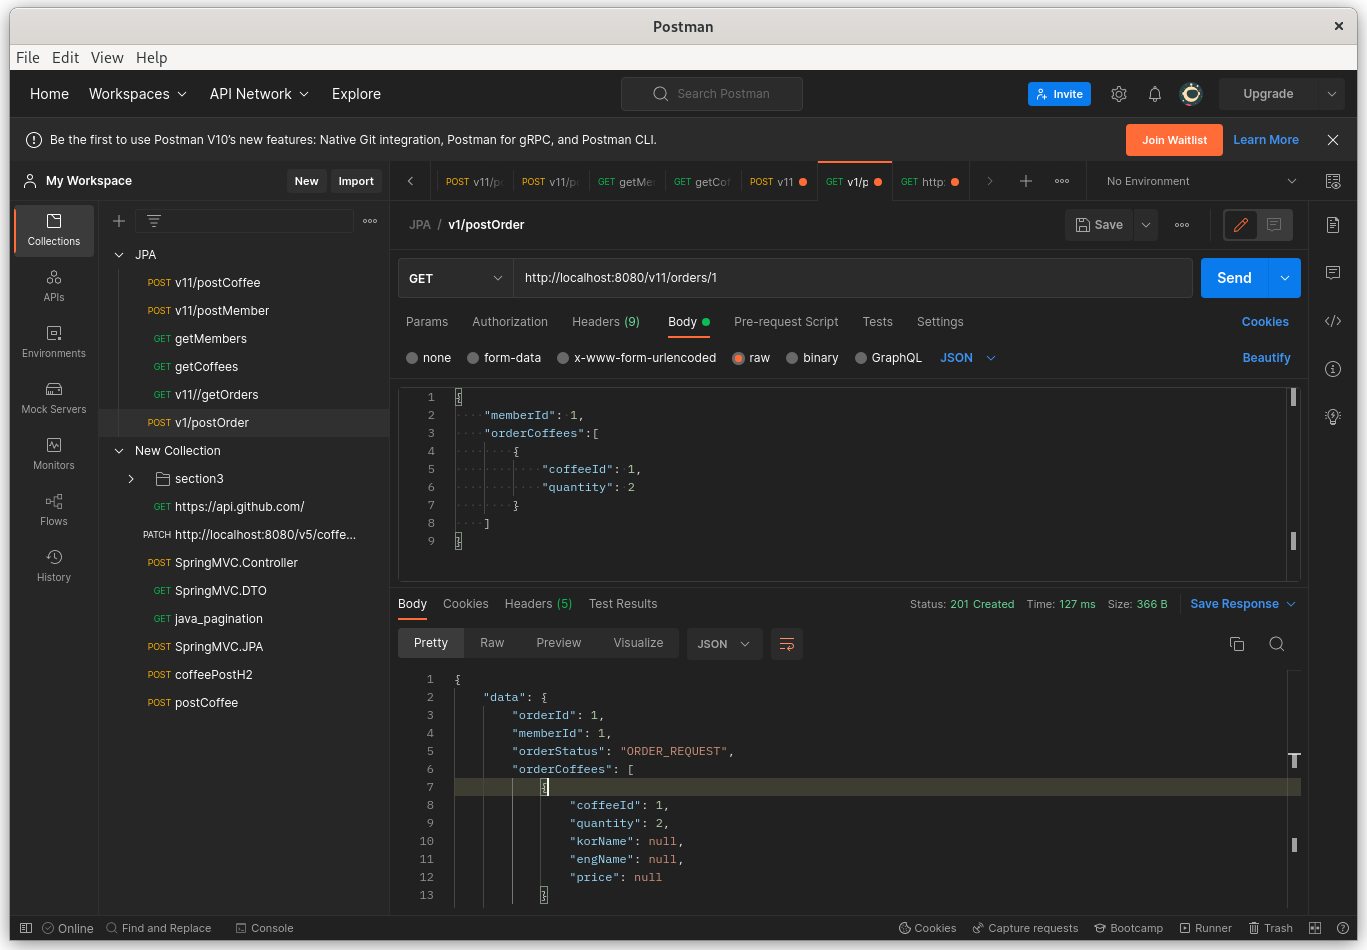 Postman
File Edit View Help
Home Workspaces API Network Explore Search Postman Invite Upgrade
Be the first to use Postman V10's new features: Native Git integration, Postman for gRPC, and Postman CLI. Join Waitlist Learn More
My Workspace New Import
POST v11/pc POST v11/p GET getMe GET getCof POST v11 GET v1/p GET http: No Environment
JPA / v1/postOrder Save
Collections
APIs
Environments
Mock Servers
Monitors
Flows
History
JPA
POST v11/postCoffee
POST v11/postMember
GET getMembers
GET getCoffees
GET v11//getOrders
POST v1/postOrder
New Collection
section3
GET https://api.github.com/
PATCH http://localhost:8080/v5/coffe...
POST SpringMVC.Controller
GET SpringMVC.DTO
GET java_pagination
POST SpringMVC.JPA
POST coffeePostH2
POST postCoffee
GET http://localhost:8080/v11/orders/1 Send
Params Authorization Headers (9) Body Pre-request Script Tests Settings Cookies
none form-data x-www-form-urlencoded raw binary GraphQL JSON Beautify
1 {
2 "memberId": 1,
3 "orderCoffees":[
4 {
5 "coffeeId": 1,
6 "quantity": 2
7 }
8 ]
9 }
Body Cookies Headers (5) Test Results Status: 201 Created Time: 127 ms Size: 366 B Save Response
Pretty Raw Preview Visualize JSON
1 {
2 "data": {
3 "orderId": 1,
4 "memberId": 1,
5 "orderStatus": "ORDER_REQUEST",
6 "orderCoffees": [
7 {
8 "coffeeId": 1,
9 "quantity": 2,
10 "korName": null,
11 "engName": null,
12 "price": null
13 }
Online Find and Replace Console Cookies Capture requests Bootcamp Runner Trash